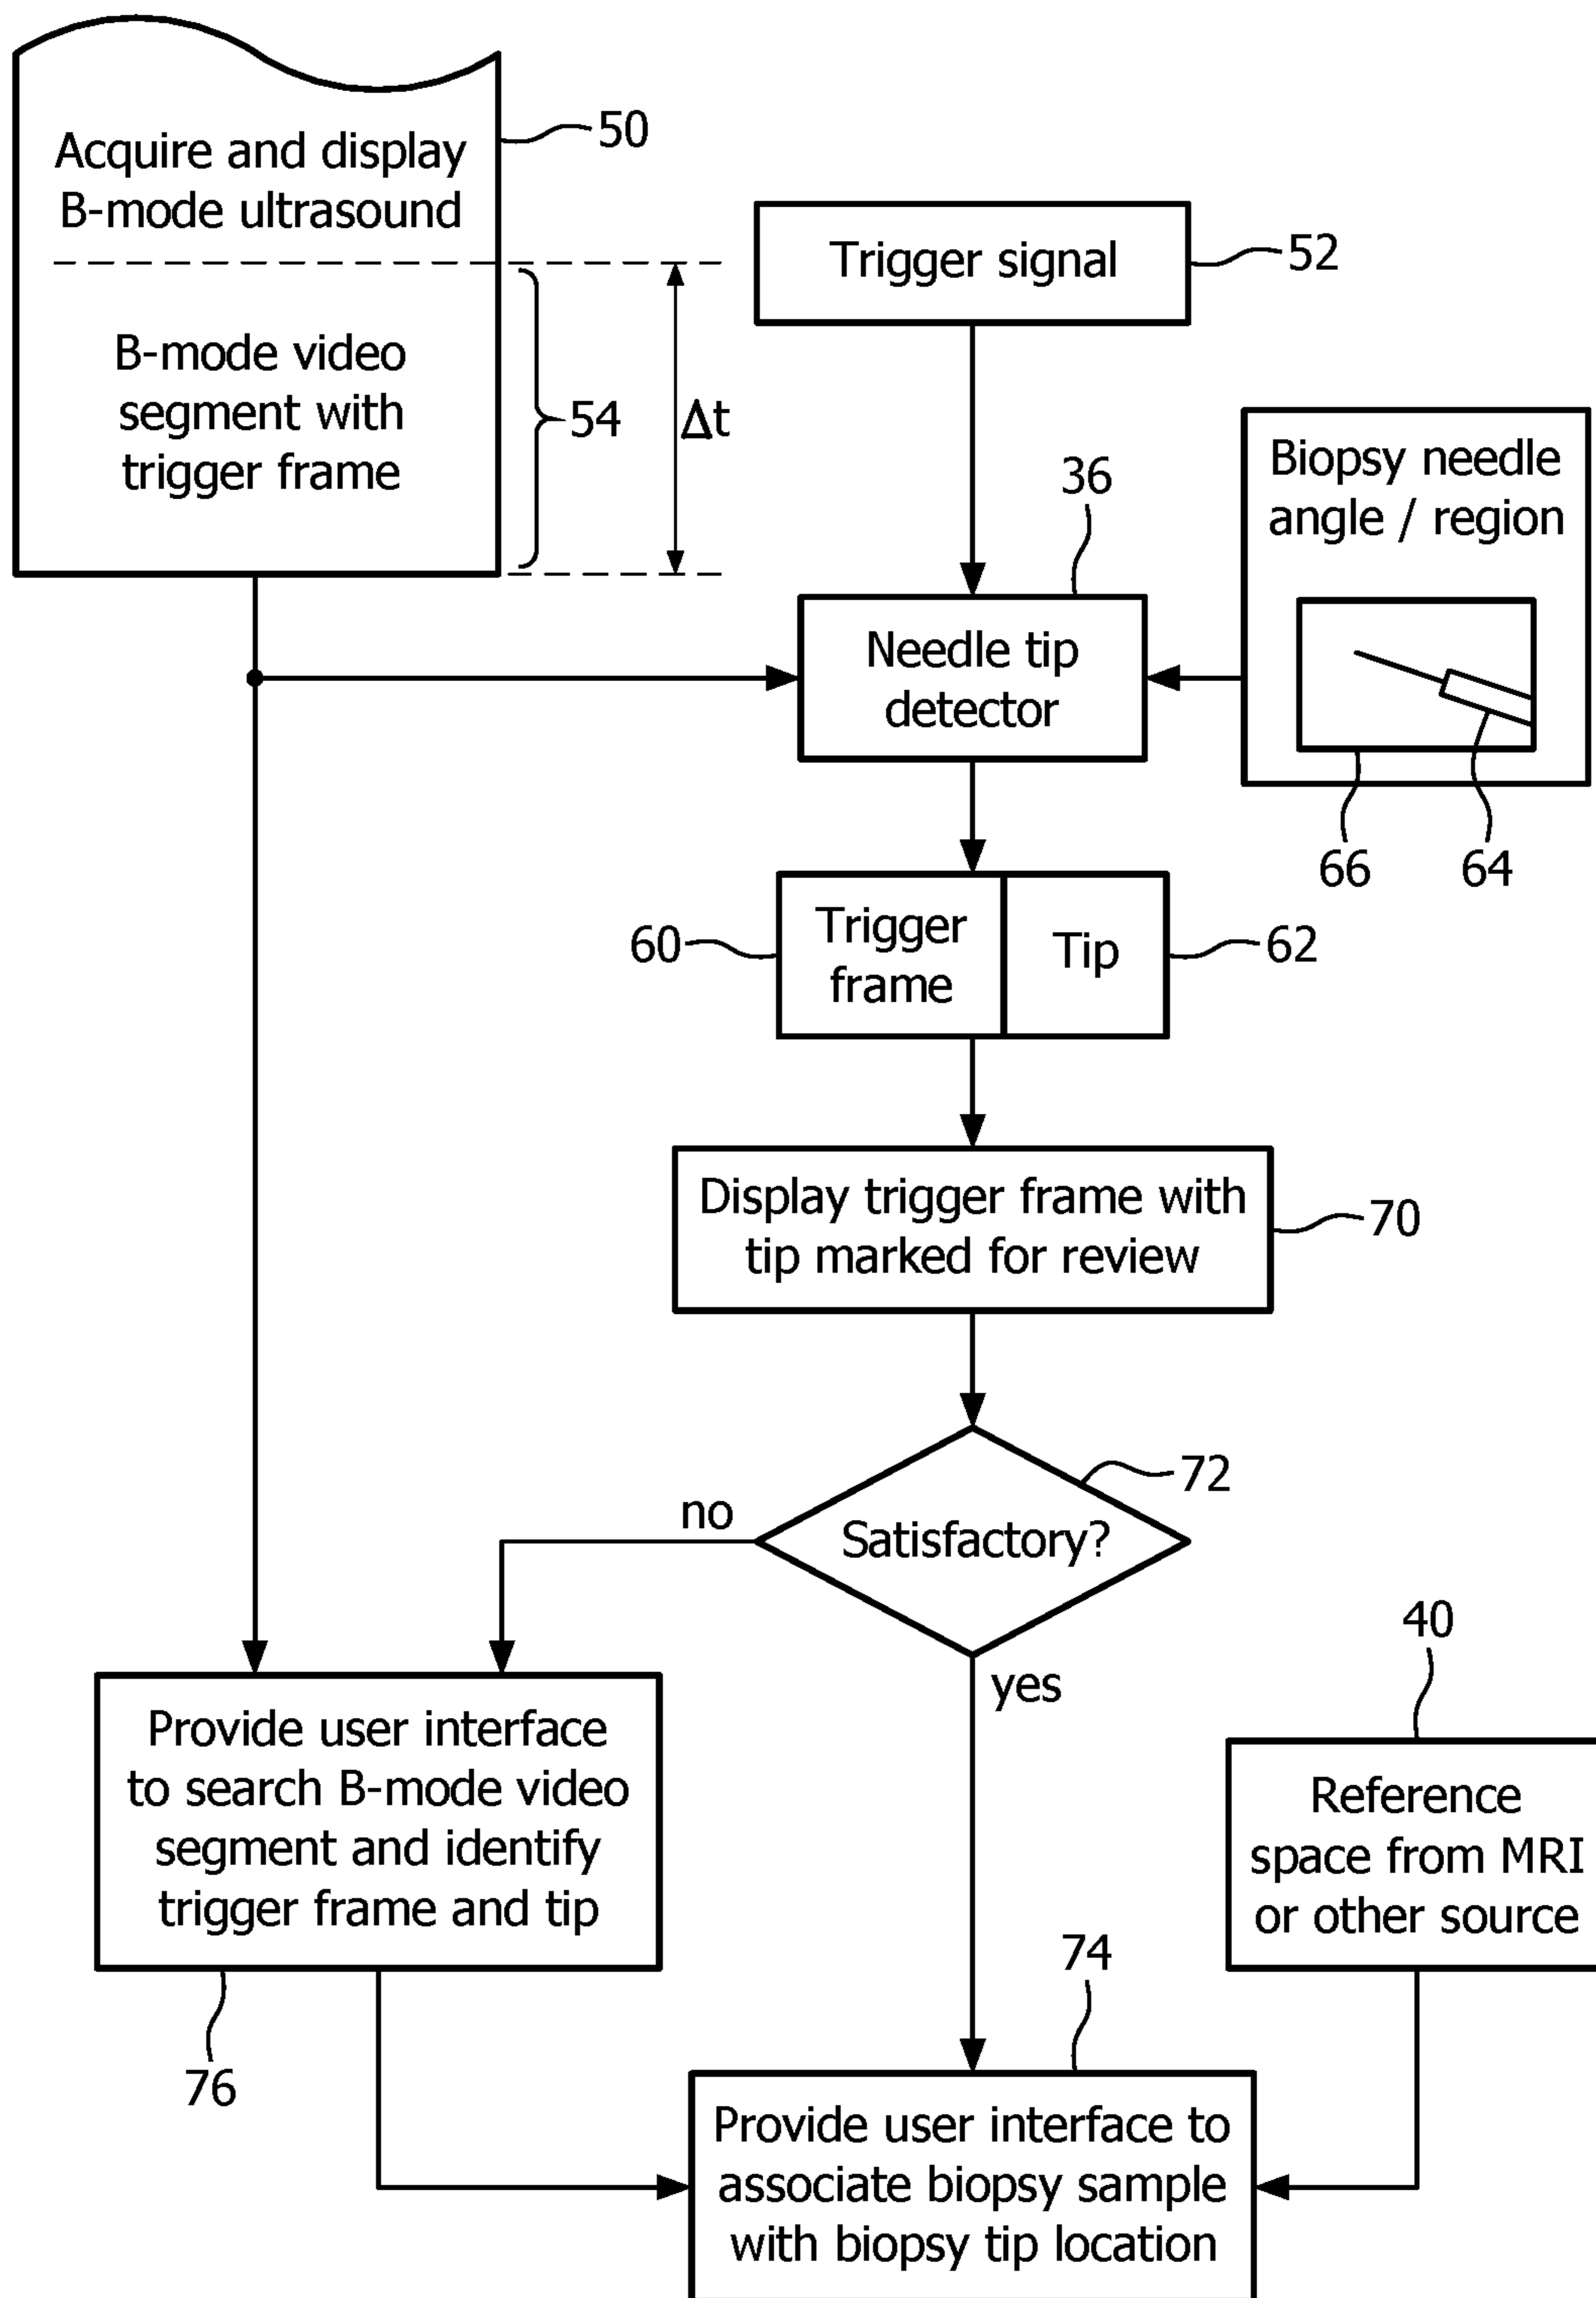 Acquire and display
B-mode ultrasound
50
B-mode video
segment with
trigger frame
54
Δt
Trigger signal
52
36
Needle tip
detector
Biopsy needle
angle / region
66
64
60
Trigger
frame
Tip
62
Display trigger frame with
tip marked for review
70
72
Satisfactory?
no
yes
40
Reference
space from MRI
or other source
Provide user interface
to search B-mode video
segment and identify
trigger frame and tip
76
74
Provide user interface to
associate biopsy sample
with biopsy tip location